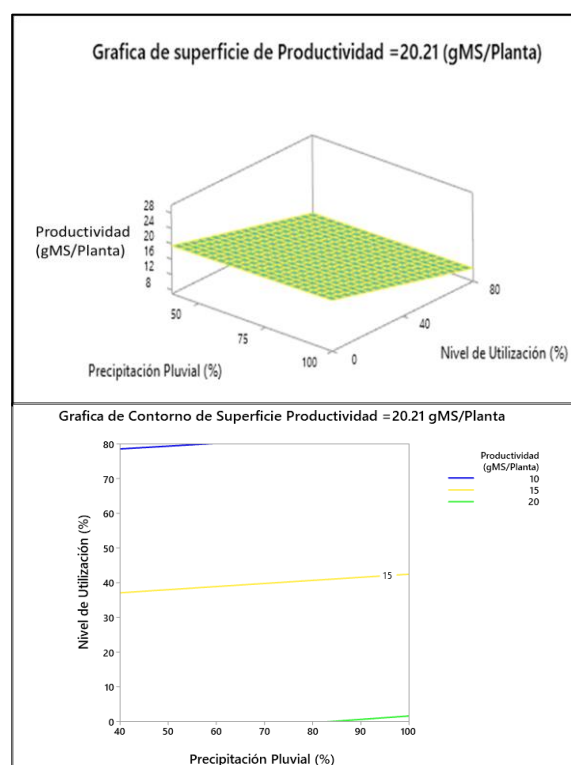 Grafica de superficie de Productividad =20.21 (gMS/Planta)
28
24
20
16
12
8
Productividad
(gMS/Planta)
50
75
100
0
40
80
Precipitación Pluvial (%)
Nivel de Utilización (%)
Grafica de Contorno de Superficie Productividad =20.21 gMS/Planta
Productividad
(gMS/Planta)
10
15
20
80
70
60
50
40
30
20
10
0
15
Nivel de Utilización (%)
40 50 60 70 80 90 100
Precipitación Pluvial (%)